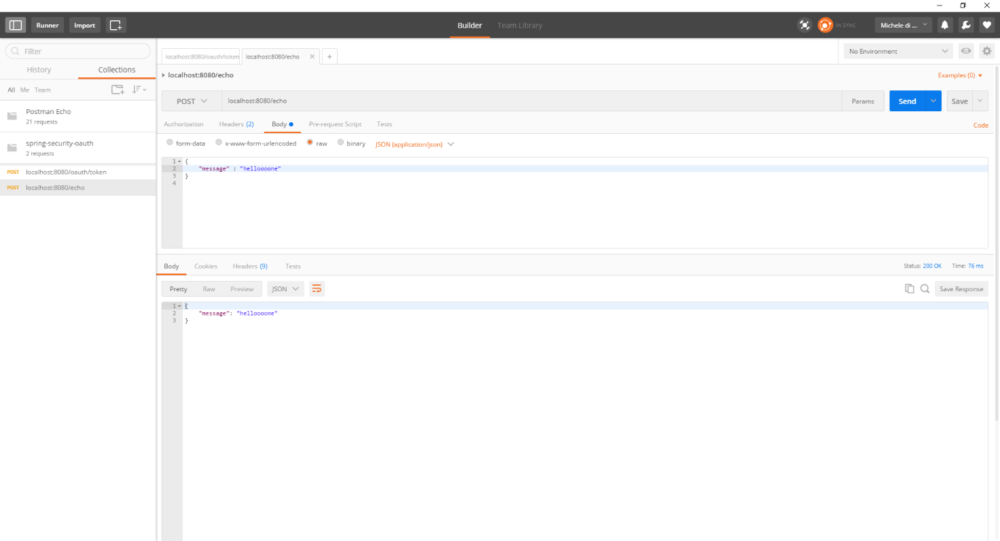 Runner Import Builder Team Library IN SYNC Michele di ...
Filter
History Collections
All Me Team
Postman Echo
21 requests
spring-security-oauth
2 requests
POST localhost:8080/oauth/token
POST localhost:8080/echo
localhost:8080/oauth/token localhost:8080/echo × + No Environment
localhost:8080/echo Examples (0)
POST localhost:8080/echo Params Send Save
Authorization Headers (2) Body Pre-request Script Tests Code
form-data x-www-form-urlencoded raw binary JSON (application/json)
1 {
2 "message" : "helloooone"
3 }
4
Body Cookies Headers (9) Tests Status: 200 OK Time: 76 ms
Pretty Raw Preview JSON Save Response
1 {
2 "message": "helloooone"
3 }